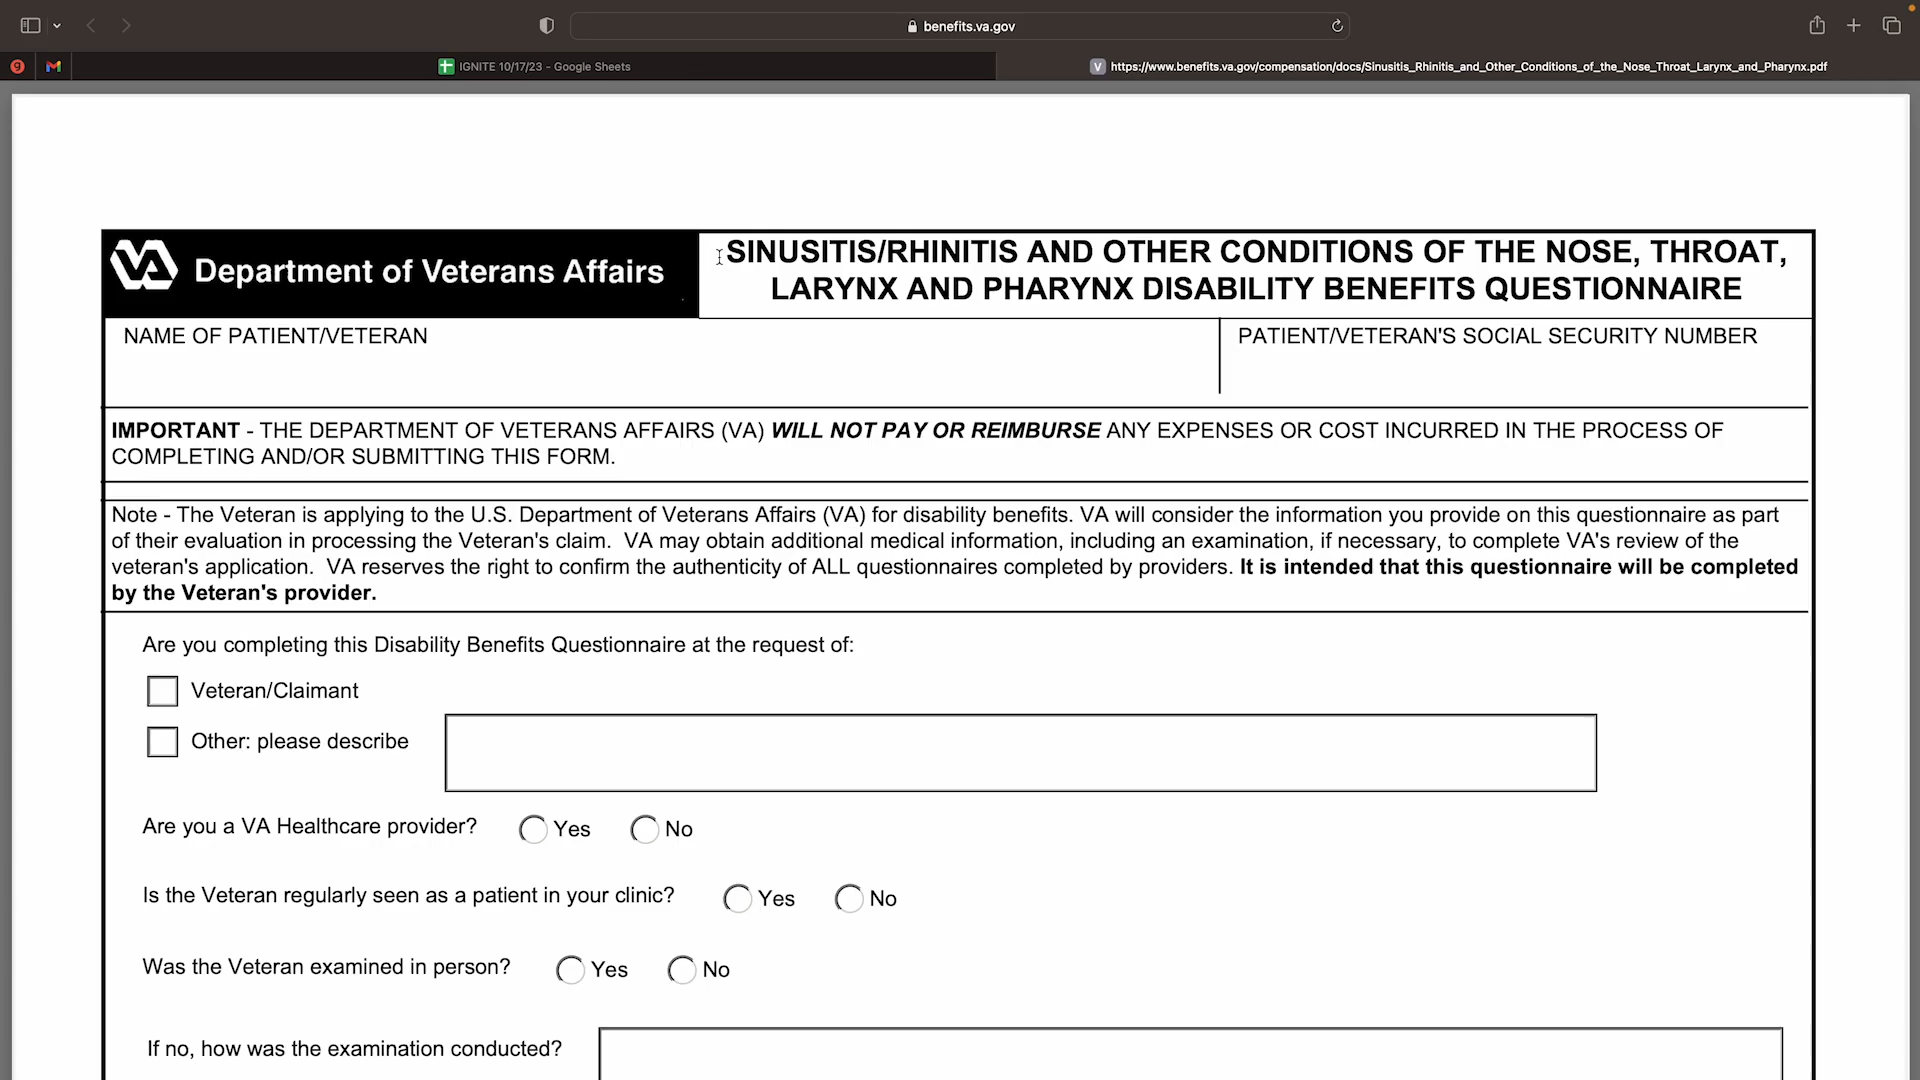 benefits.va.gov
IGNITE 10/17/23 - Google Sheets
V https://www.benefits.va.gov/compensation/docs/Sinusitis_Rhinitis_and_Other_Conditions_of_the_Nose_Throat_Larynx_and_Pharynx.pdf
VA Department of Veterans Affairs
SINUSITIS/RHINITIS AND OTHER CONDITIONS OF THE NOSE, THROAT,
LARYNX AND PHARYNX DISABILITY BENEFITS QUESTIONNAIRE
NAME OF PATIENT/VETERAN
PATIENT/VETERAN'S SOCIAL SECURITY NUMBER
IMPORTANT - THE DEPARTMENT OF VETERANS AFFAIRS (VA) WILL NOT PAY OR REIMBURSE ANY EXPENSES OR COST INCURRED IN THE PROCESS OF
COMPLETING AND/OR SUBMITTING THIS FORM.
Note - The Veteran is applying to the U.S. Department of Veterans Affairs (VA) for disability benefits. VA will consider the information you provide on this questionnaire as part
of their evaluation in processing the Veteran's claim.  VA may obtain additional medical information, including an examination, if necessary, to complete VA's review of the
veteran's application.  VA reserves the right to confirm the authenticity of ALL questionnaires completed by providers. It is intended that this questionnaire will be completed
by the Veteran's provider.
Are you completing this Disability Benefits Questionnaire at the request of:
Veteran/Claimant
Other: please describe
Are you a VA Healthcare provider? Yes No
Is the Veteran regularly seen as a patient in your clinic? Yes No
Was the Veteran examined in person? Yes No
If no, how was the examination conducted?